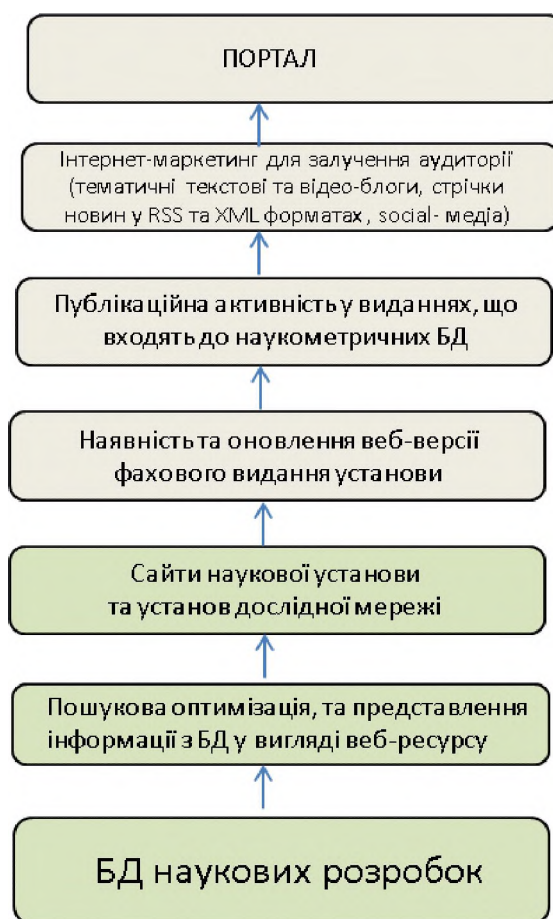 ПОРТАЛ
Інтернет-маркетинг для залучення аудиторії
(тематичні текстові та відео-блоги, стрічки
новин у RSS та XML форматах , social- медіа)
Публікаційна активність у виданнях, що
входять до наукометричних БД
Наявність та оновлення веб-версії
фахового видання установи
Сайти наукової установи
та установ дослідної мережі
Пошукова оптимізація, та представлення
інформації з БД у вигляді веб-ресурсу
БД наукових розробок